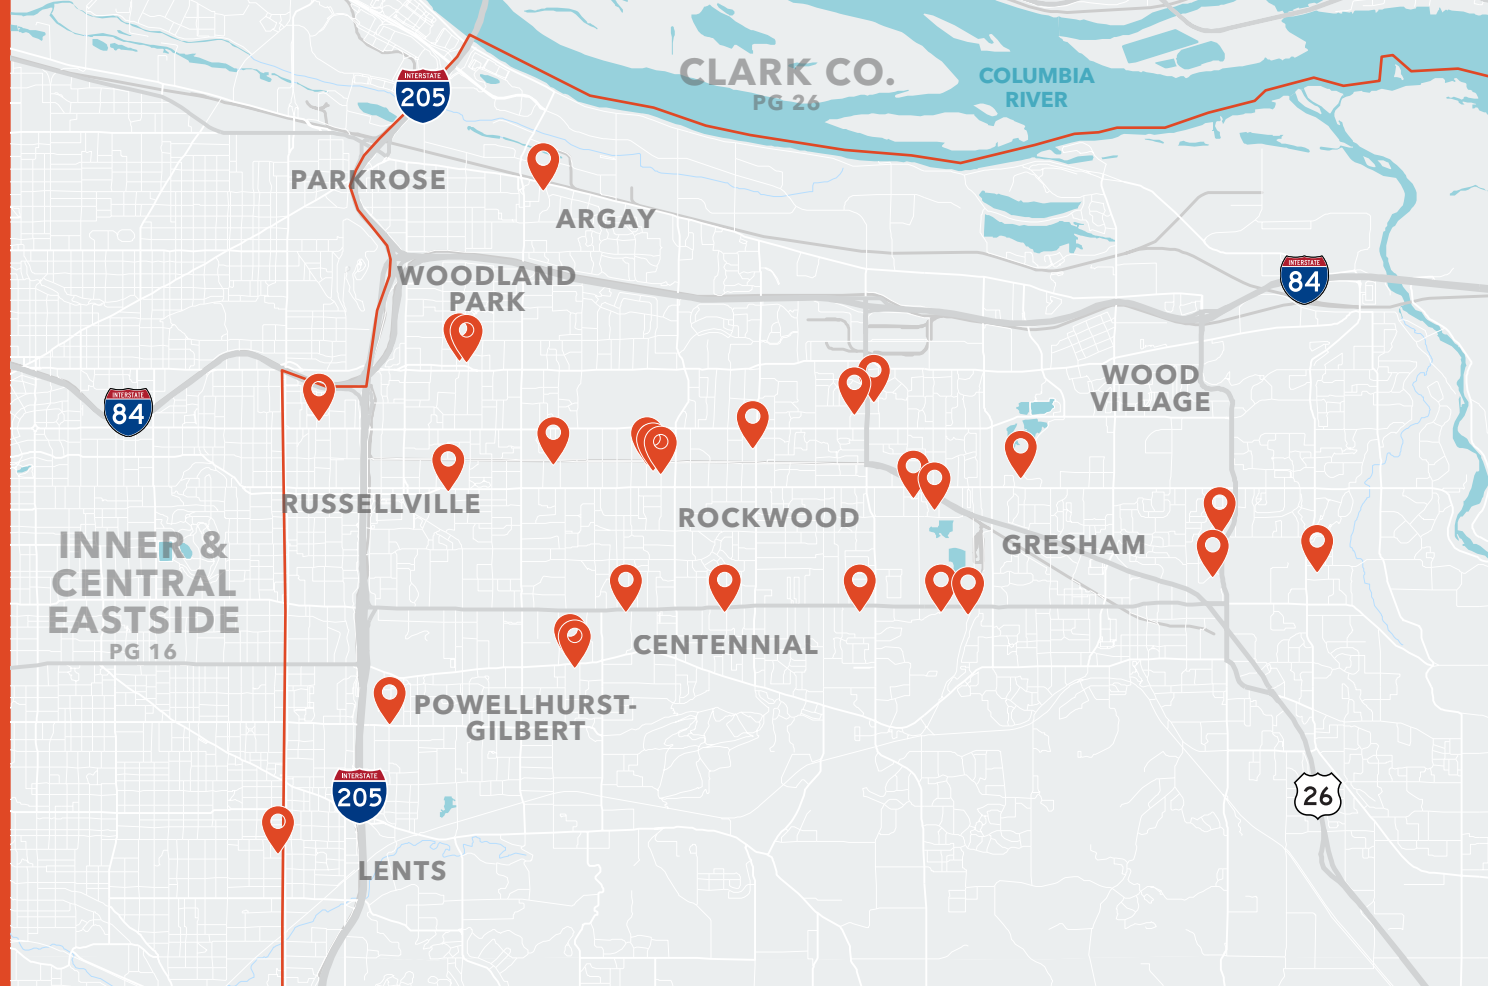 CLARK CO.
PG 26
COLUMBIA
RIVER
INTERSTATE
205
PARKROSE
ARGAY
WOODLAND
PARK
INTERSTATE
84
INTERSTATE
84
WOOD
VILLAGE
RUSSELLVILLE
ROCKWOOD
GRESHAM
INNER &
CENTRAL
EASTSIDE
PG 16
CENTENNIAL
POWELLHURST-
GILBERT
INTERSTATE
205
26
LENTS